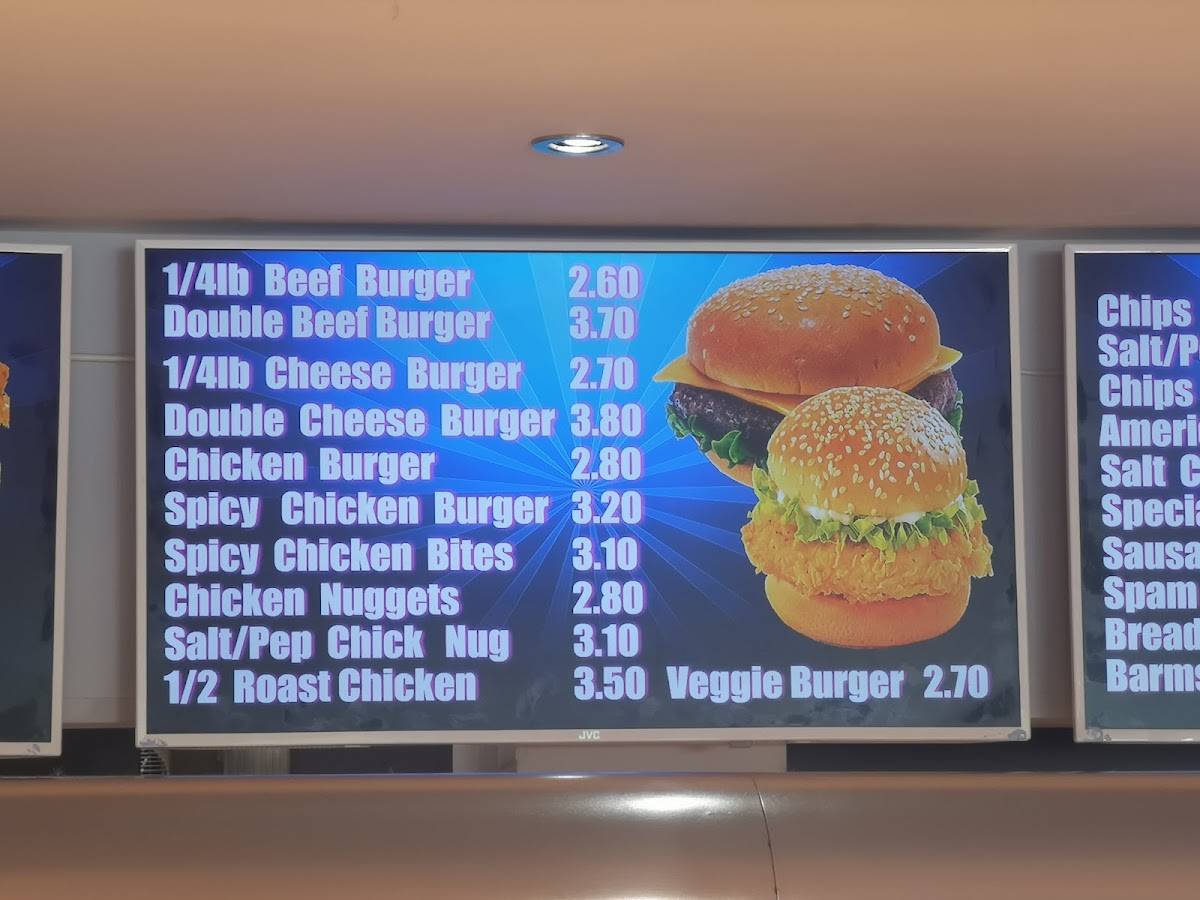 1/4lb Beef Burger 2.60
Double Beef Burger 3.70
1/4lb Cheese Burger 2.70
Double Cheese Burger 3.80
Chicken Burger 2.80
Spicy Chicken Burger 3.20
Spicy Chicken Bites 3.10
Chicken Nuggets 2.80
Salt/Pep Chick Nug 3.10
1/2 Roast Chicken 3.50 Veggie Burger 2.70
JVC
Chips
Salt/P
Chips
Ameri
Salt C
Speci
Sausa
Spam
Bread
Barms